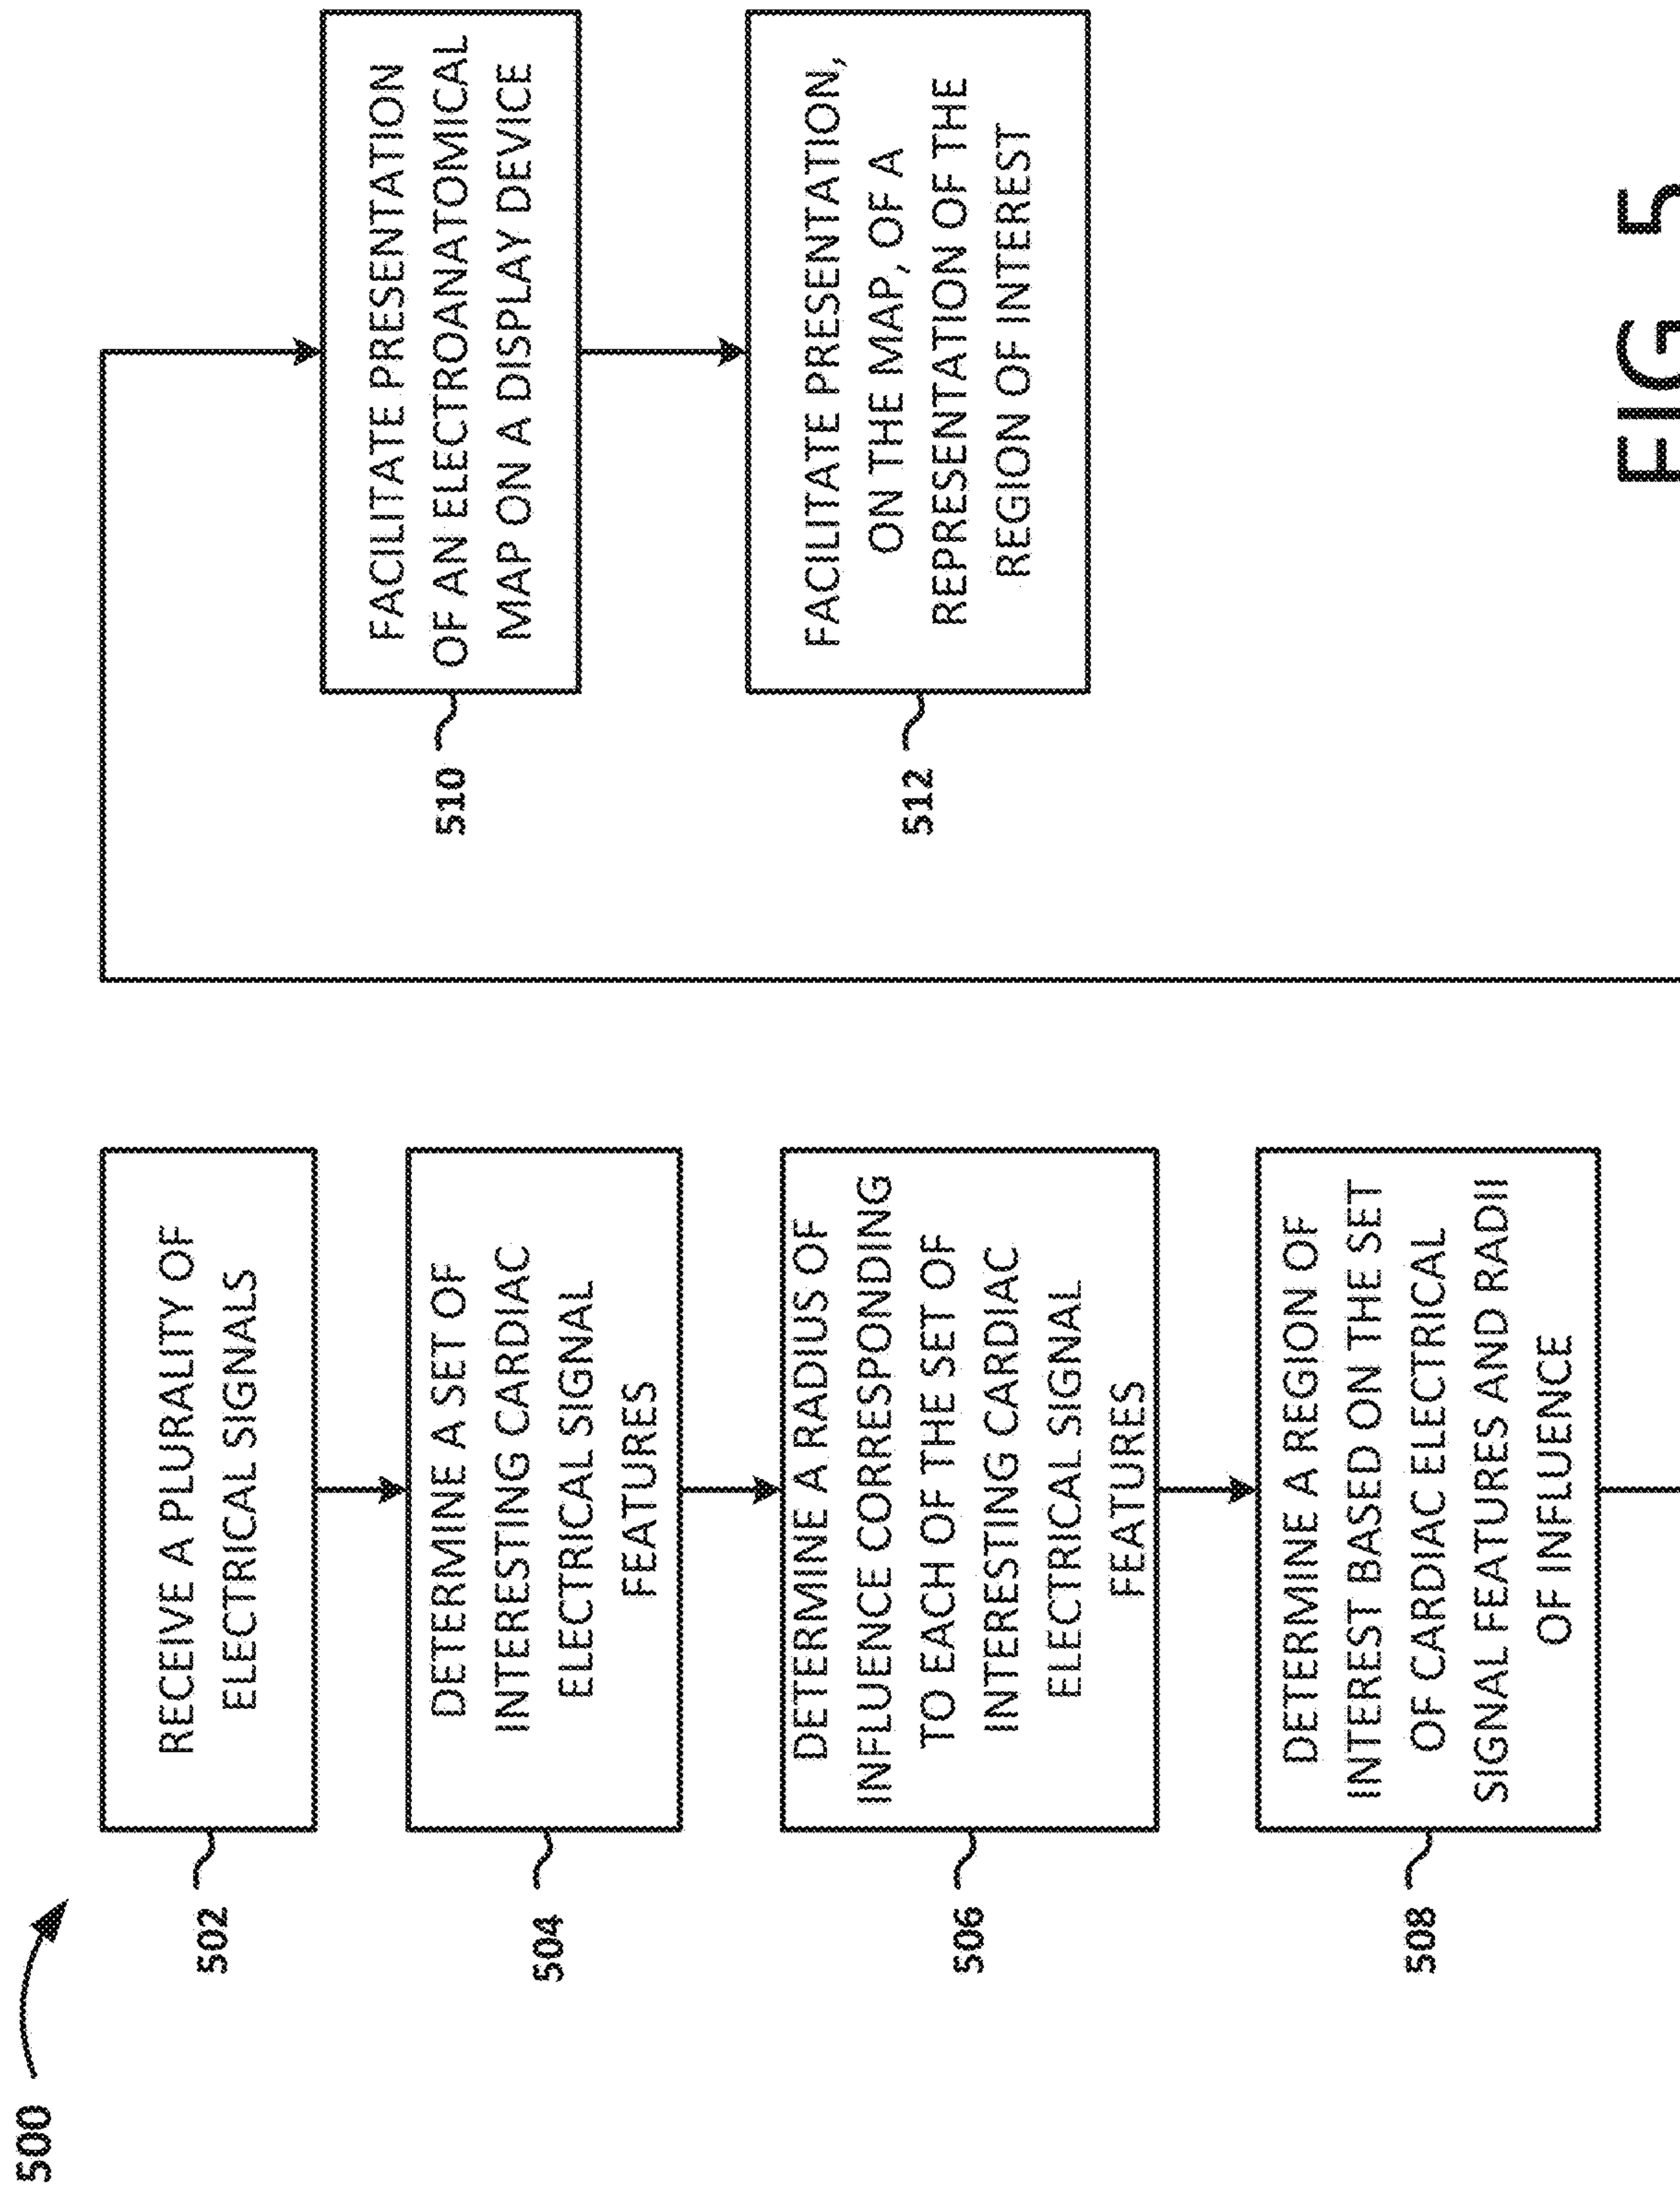 500
502
RECEIVE A PLURALITY OF
ELECTRICAL SIGNALS
504
DETERMINE A SET OF
INTERESTING CARDIAC
ELECTRICAL SIGNAL
FEATURES
506
DETERMINE A RADIUS OF
INFLUENCE CORRESPONDING
TO EACH OF THE SET OF
INTERESTING CARDIAC
ELECTRICAL SIGNAL
FEATURES
508
DETERMINE A REGION OF
INTEREST BASED ON THE SET
OF CARDIAC ELECTRICAL
SIGNAL FEATURES AND RADII
OF INFLUENCE
510
FACILITATE PRESENTATION
OF AN ELECTROANATOMICAL
MAP ON A DISPLAY DEVICE
512
FACILITATE PRESENTATION,
ON THE MAP, OF A
REPRESENTATION OF THE
REGION OF INTEREST
FIG 5